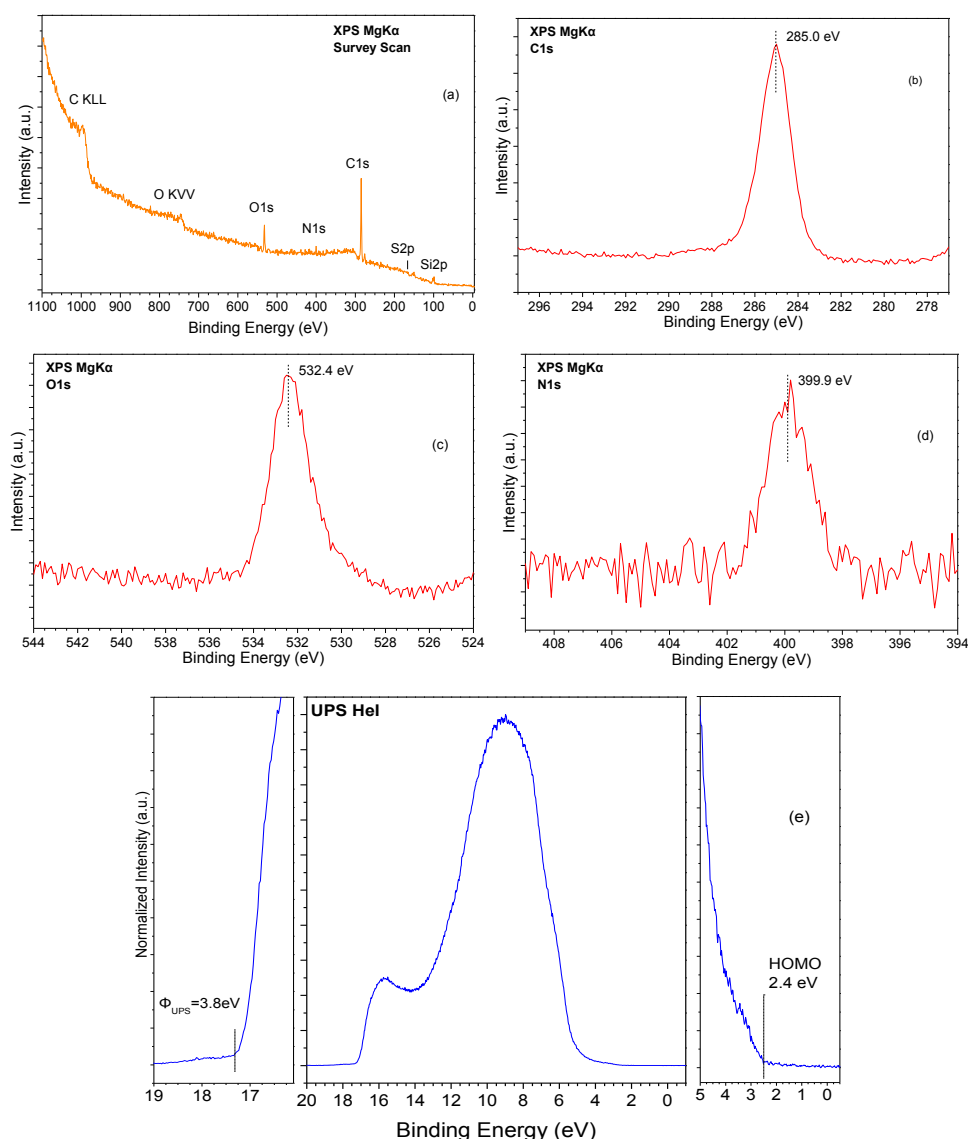 XPS MgKα
Survey Scan
(a)
C KLL
O KVV
O1s
N1s
C1s
S2p
Si2p
Intensity (a.u.)
1100 1000 900 800 700 600 500 400 300 200 100 0
Binding Energy (eV)
XPS MgKα
C1s
285.0 eV
(b)
Intensity (a.u.)
296 294 292 290 288 286 284 282 280 278
Binding Energy (eV)
XPS MgKα
O1s
532.4 eV
(c)
Intensity (a.u.)
544 542 540 538 536 534 532 530 528 526 524
Binding Energy (eV)
XPS MgKα
N1s
399.9 eV
(d)
Intensity (a.u.)
408 406 404 402 400 398 396 394
Binding Energy (eV)
Normalized Intensity (a.u.)
ΦUPS=3.8eV
19 18 17
UPS HeI
20 18 16 14 12 10 8 6 4 2 0
(e)
HOMO
2.4 eV
5 4 3 2 1 0
Binding Energy (eV)